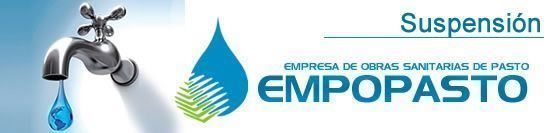 Suspensión
EMPRESA DE OBRAS SANITARIAS DE PASTO
EMPOPASTO